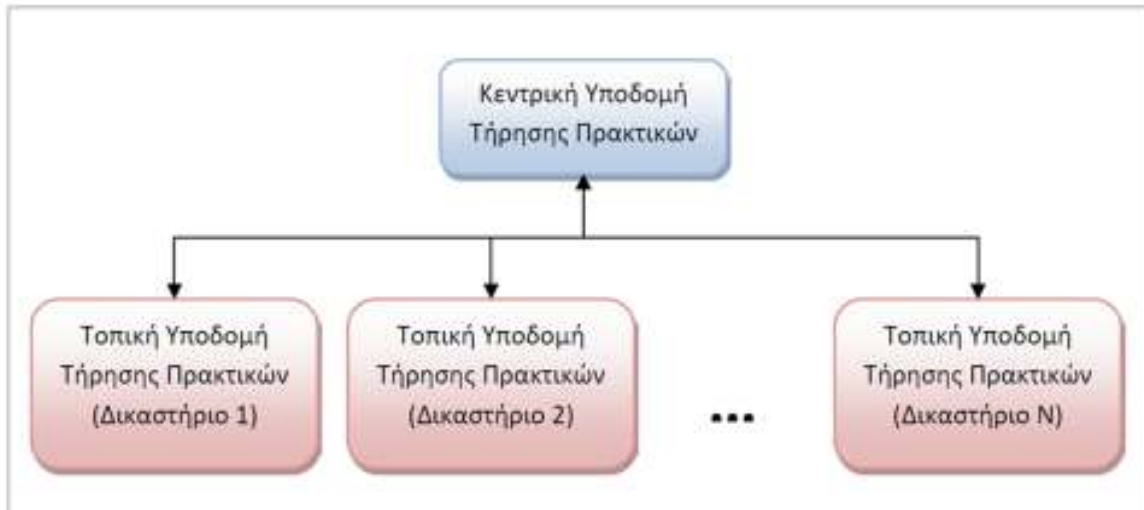 Κεντρική Υποδομή
Τήρησης Πρακτικών
Τοπική Υποδομή
Τήρησης Πρακτικών
(Δικαστήριο 1)
Τοπική Υποδομή
Τήρησης Πρακτικών
(Δικαστήριο 2)
...
Τοπική Υποδομή
Τήρησης Πρακτικών
(Δικαστήριο Ν)